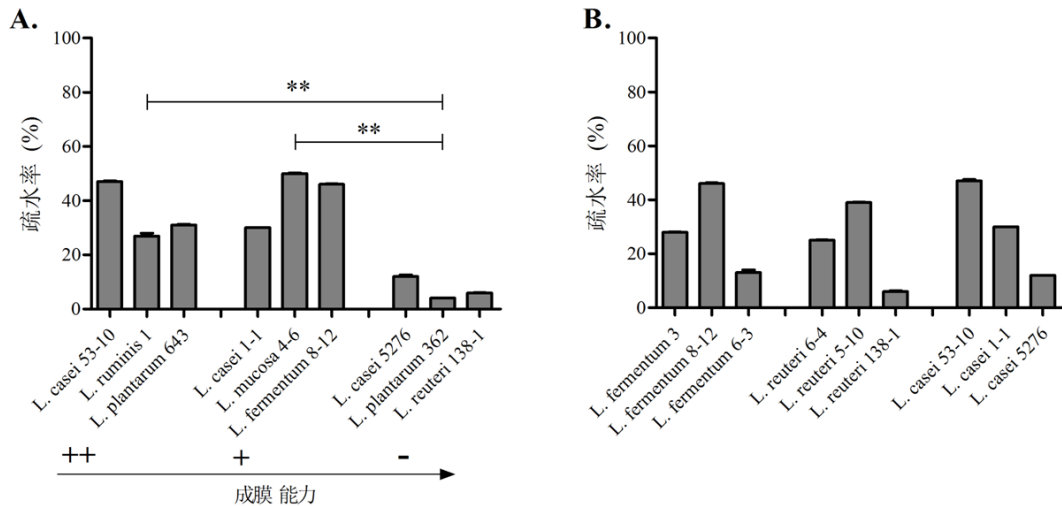 A.
疏水率 (%)
100
80
60
40
20
0
**
**
L. casei 53-10
L. ruminis 1
L. plantarum 643
L. casei 1-1
L. mucosa 4-6
L. fermentum 8-12
L. casei 5276
L. plantarum 362
L. reuteri 138-1
++ + -
成膜 能力
B.
疏水率 (%)
100
80
60
40
20
0
L. fermentum 3
L. fermentum 8-12
L. fermentum 6-3
L. reuteri 6-4
L. reuteri 5-10
L. reuteri 138-1
L. casei 53-10
L. casei 1-1
L. casei 5276